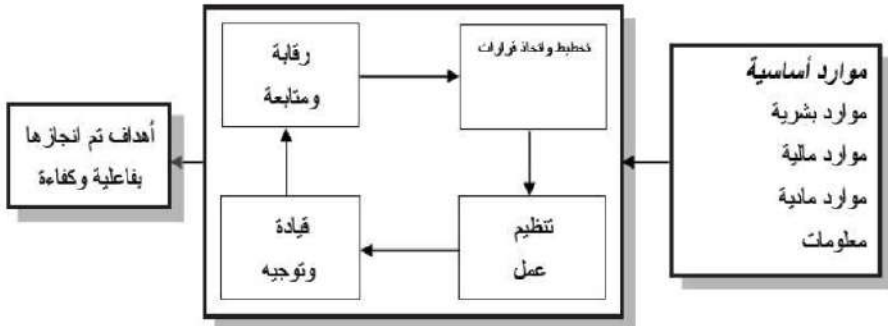 موارد أساسية
موارد بشرية
موارد مالية
موارد مادية
معلومات
تخطيط واتخاذ قرارات
تنظيم
عمل
قيادة
وتوجيه
رقابة
ومتابعة
أهداف تم انجازها
بفاعلية وكفاءة